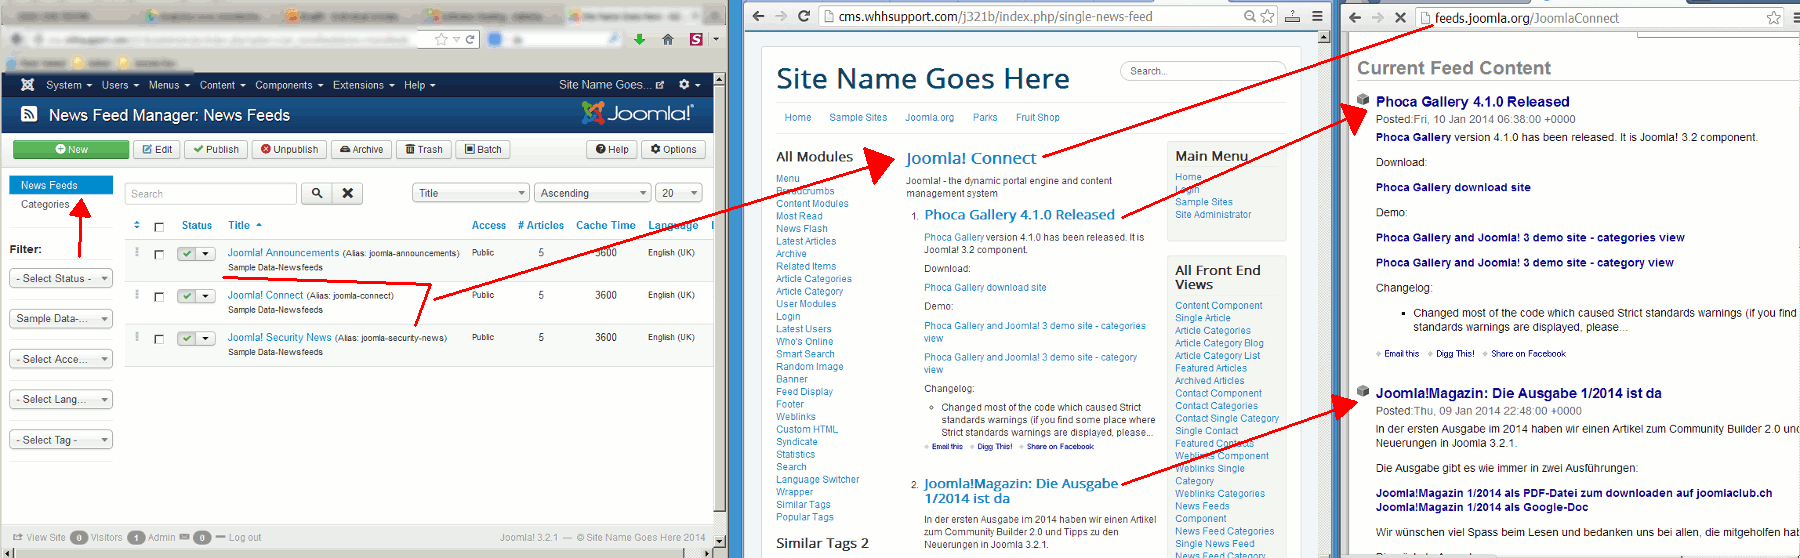 System Users Menus Content Components Extensions Help Site Name Goes...
News Feed Manager: News Feeds
Joomla!
New Edit Publish Unpublish Archive Trash Batch Help Options
News Feeds
Categories
Search Title Ascending 20
Status Title Access # Articles Cache Time Language
Filter:
- Select Status -
Sample Data-...
- Select Acce...
- Select Lang...
- Select Tag -
Joomla! Announcements (Alias: joomla-announcements) Public 5 3600 English (UK)
Sample Data-Newsfeeds
Joomla! Connect (Alias: joomla-connect) Public 5 3600 English (UK)
Sample Data-Newsfeeds
Joomla! Security News (Alias: joomla-security-news) Public 5 3600 English (UK)
Sample Data-Newsfeeds
View Site 0 Visitors 1 Admin 0 Log out Joomla! 3.2.1 — © Site Name Goes Here 2014
cms.whhsupport.com/j321b/index.php/single-news-feed
Site Name Goes Here
Search...
Home Sample Sites Joomla.org Parks Fruit Shop
All Modules
Menu
Breadcrumbs
Content Modules
Most Read
News Flash
Latest Articles
Archive
Related Items
Article Categories
Article Category
User Modules
Login
Latest Users
Who's Online
Smart Search
Random Image
Banner
Feed Display
Footer
Weblinks
Custom HTML
Syndicate
Statistics
Search
Language Switcher
Wrapper
Similar Tags
Popular Tags
Similar Tags 2
Joomla! Connect
Joomla! - the dynamic portal engine and content
management system
1. Phoca Gallery 4.1.0 Released
Phoca Gallery version 4.1.0 has been released. It is
Joomla! 3.2 component.
Download:
Phoca Gallery download site
Demo:
Phoca Gallery and Joomla! 3 demo site - categories
view
Phoca Gallery and Joomla! 3 demo site - category
view
Changelog:
Changed most of the code which caused Strict
standards warnings (if you find some place where
Strict standards warnings are displayed, please...
Email this Digg This! Share on Facebook
2. Joomla!Magazin: Die Ausgabe
1/2014 ist da
In der ersten Ausgabe im 2014 haben wir einen Artikel
zum Community Builder 2.0 und Tipps zu den
Neuerungen in Joomla 3.2.1.
Main Menu
Home
Login
Sample Sites
Site Administrator
All Front End
Views
Content Component
Single Article
Article Categories
Article Category Blog
Article Category List
Featured Articles
Archived Articles
Contact Component
Contact Categories
Contact Single Category
Single Contact
Featured Contacts
Weblinks Component
Weblinks Single
Category
Weblinks Categories
News Feeds
Component
News Feed Categories
Single News Feed
News Feed Category
feeds.joomla.org/JoomlaConnect
Current Feed Content
Phoca Gallery 4.1.0 Released
Posted:Fri, 10 Jan 2014 06:38:00 +0000
Phoca Gallery version 4.1.0 has been released. It is Joomla! 3.2 component.
Download:
Phoca Gallery download site
Demo:
Phoca Gallery and Joomla! 3 demo site - categories view
Phoca Gallery and Joomla! 3 demo site - category view
Changelog:
Changed most of the code which caused Strict standards warnings (if you find
standards warnings are displayed, please...
Email this Digg This! Share on Facebook
Joomla!Magazin: Die Ausgabe 1/2014 ist da
Posted:Thu, 09 Jan 2014 22:48:00 +0000
In der ersten Ausgabe im 2014 haben wir einen Artikel zum Community Builder 2.0 und
Neuerungen in Joomla 3.2.1.
Die Ausgabe gibt es wie immer in zwei Ausführungen:
Joomla!Magazin 1/2014 als PDF-Datei zum downloaden auf joomlaclub.ch
Joomla!Magazin 1/2014 als Google-Doc
Wir wünschen viel Spass beim Lesen und bedanken uns bei allen, die mitgeholfen